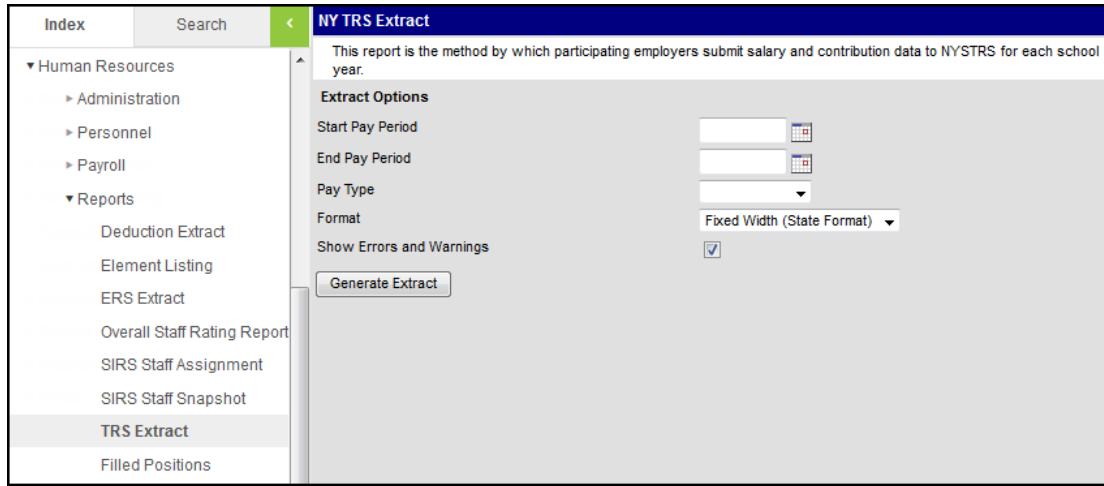 Index
Search
Human Resources
Administration
Personnel
Payroll
Reports
Deduction Extract
Element Listing
ERS Extract
Overall Staff Rating Report
SIRS Staff Assignment
SIRS Staff Snapshot
TRS Extract
Filled Positions
NY TRS Extract
This report is the method by which participating employers submit salary and contribution data to NYSTRS for each school
year.
Extract Options
Start Pay Period
End Pay Period
Pay Type
Format
Fixed Width (State Format)
Show Errors and Warnings
Generate Extract